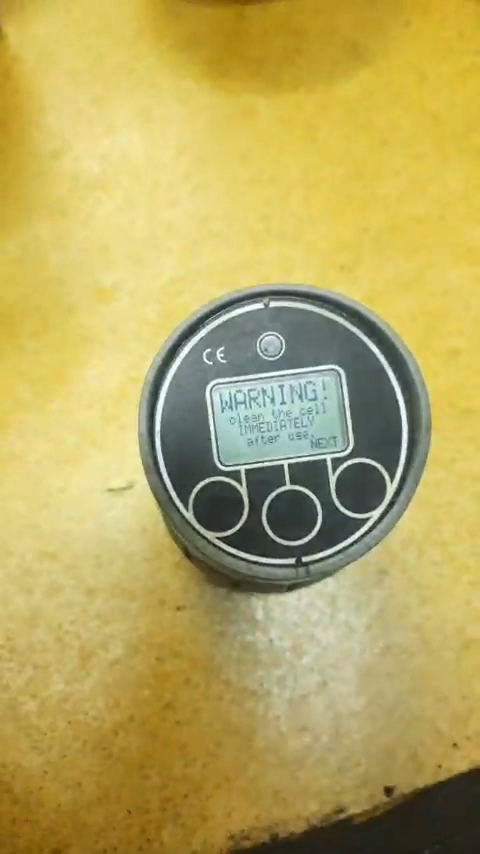 CE
WARNING!
clean the cell
IMMEDIATELY
after use.
NEXT